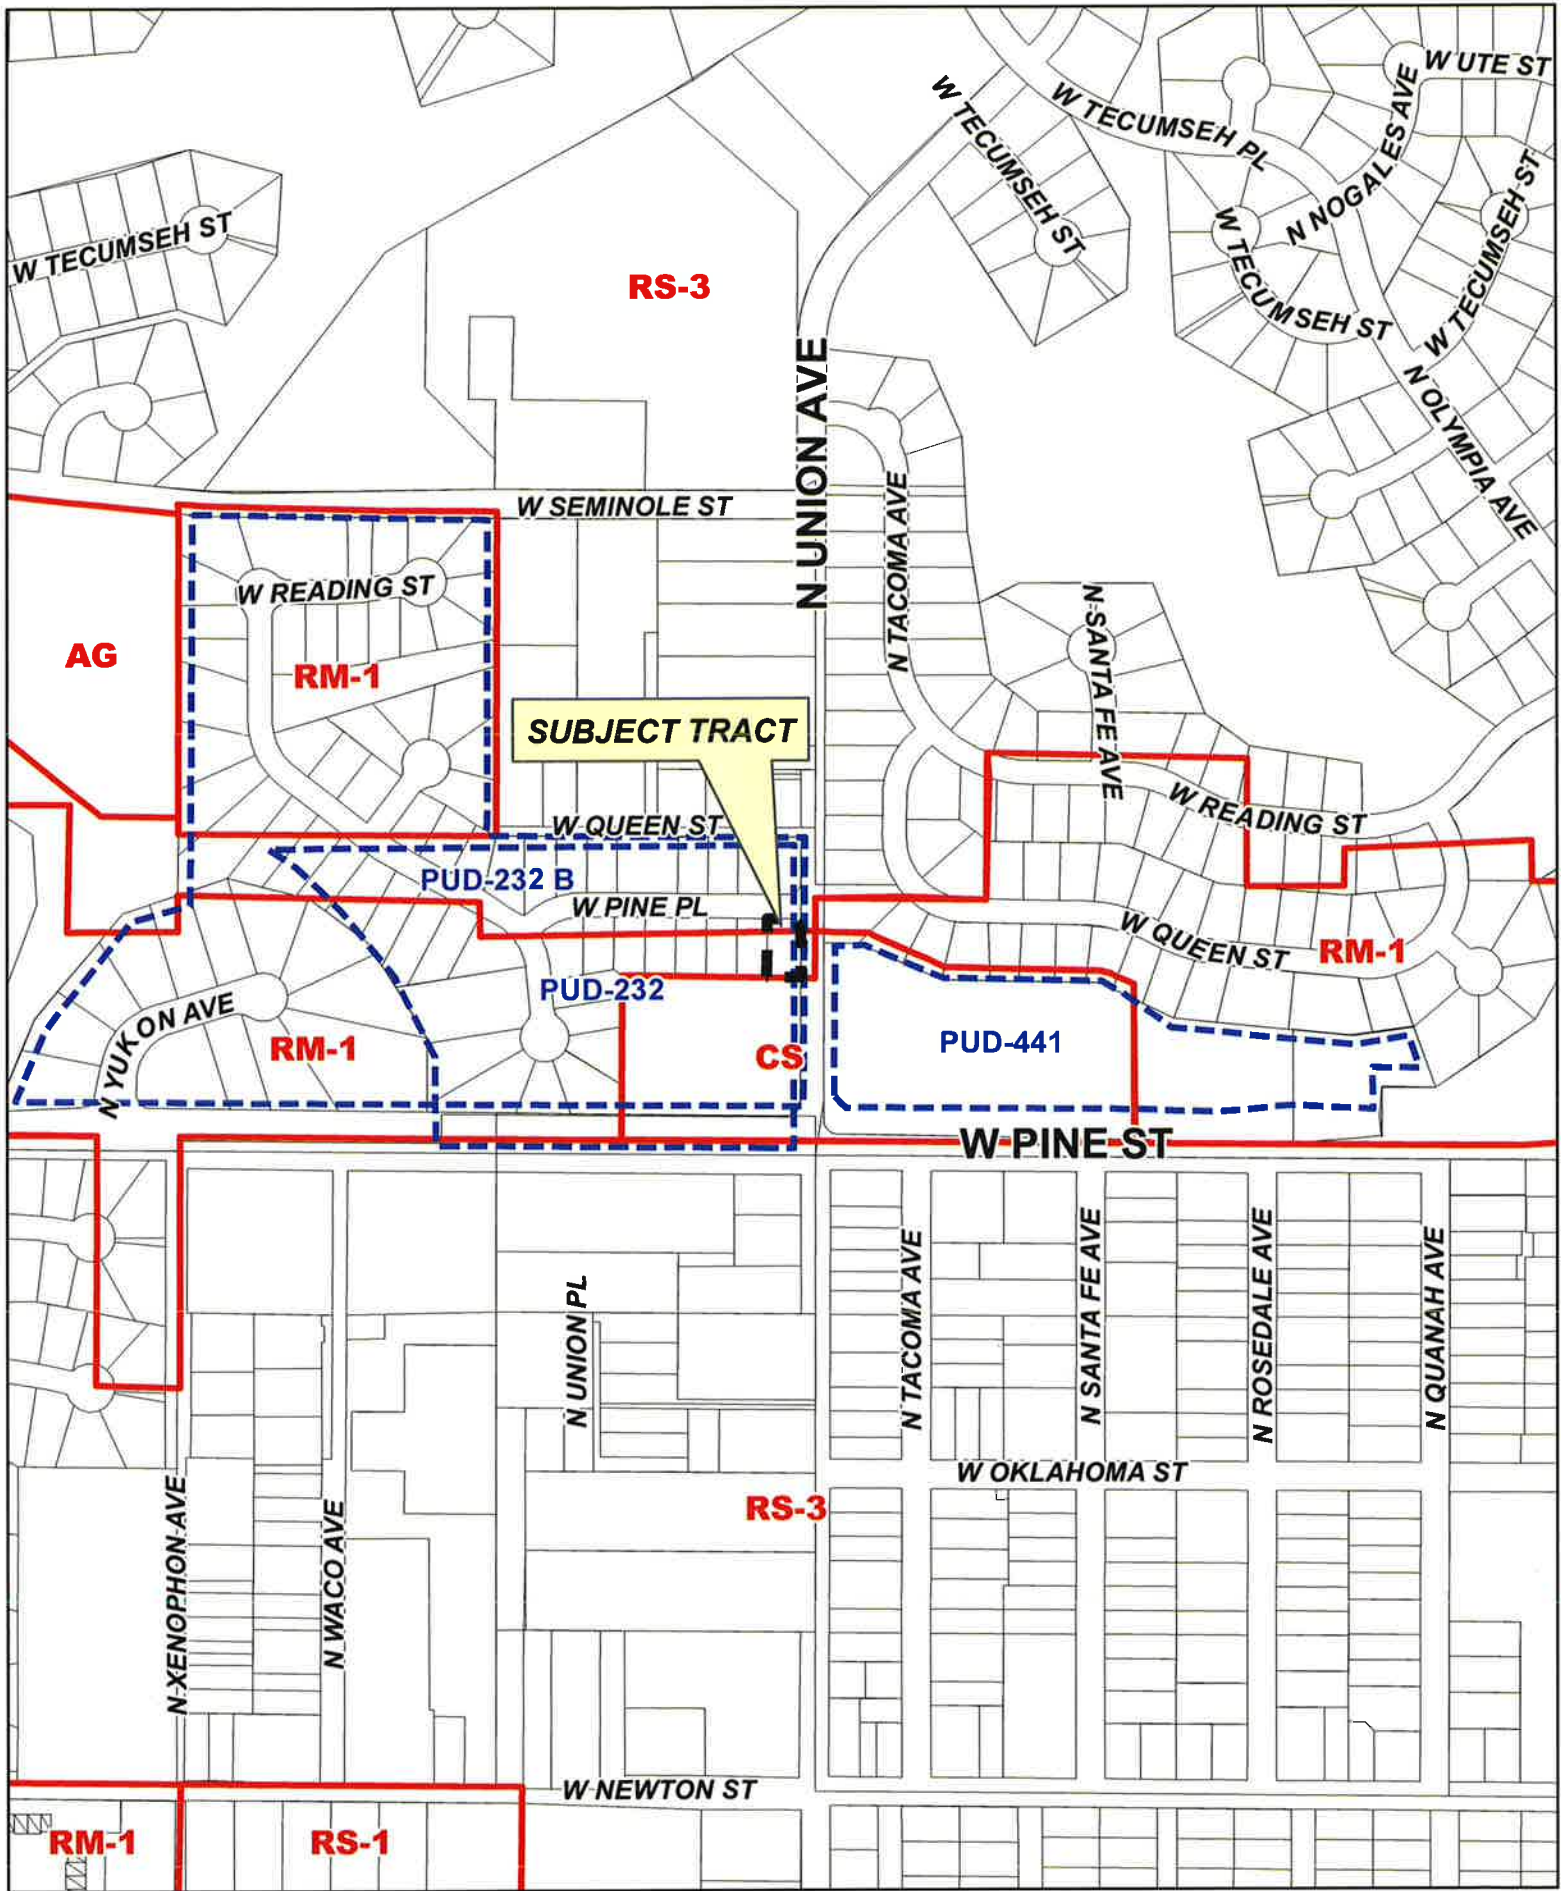 W UTE ST
W TECUMSEH ST
W TECUMSEH PL
N NOGALES AVE
W TECUMSEH ST
W TECUMSEH ST
W TECUMSEH ST
RS-3
N UNION AVE
N OLYMPIA AVE
W SEMINOLE ST
N TACOMA AVE
W READING ST
N SANTA FE AVE
AG
RM-1
SUBJECT TRACT
W READING ST
W QUEEN ST
PUD-232 B
W PINE PL
W QUEEN ST
RM-1
PUD-232
N YUKON AVE
RM-1
CS
PUD-441
W PINE ST
N UNION PL
N TACOMA AVE
N SANTA FE AVE
N ROSEDALE AVE
N QUANAH AVE
W OKLAHOMA ST
RS-3
N XENOPHON AVE
N WACO AVE
W NEWTON ST
RM-1
RS-1